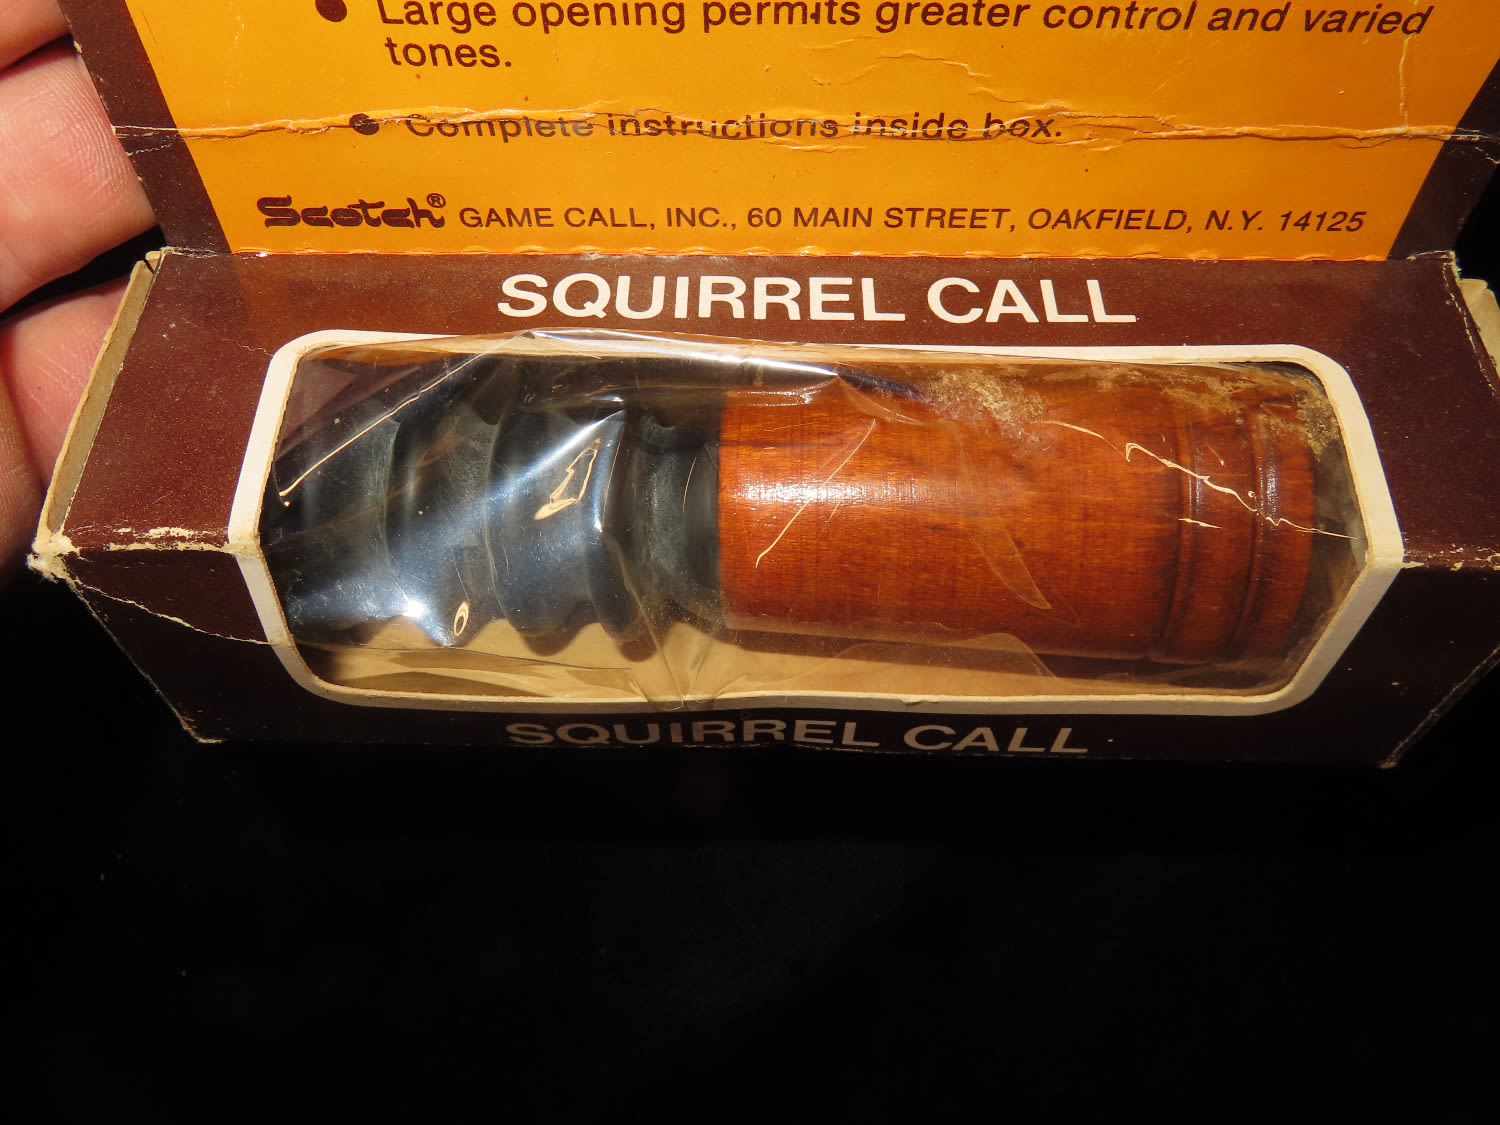 ● Large opening permits greater control and varied
tones.
● Complete instructions inside box.
Scotch® GAME CALL, INC., 60 MAIN STREET, OAKFIELD, N.Y. 14125
SQUIRREL CALL
SQUIRREL CALL